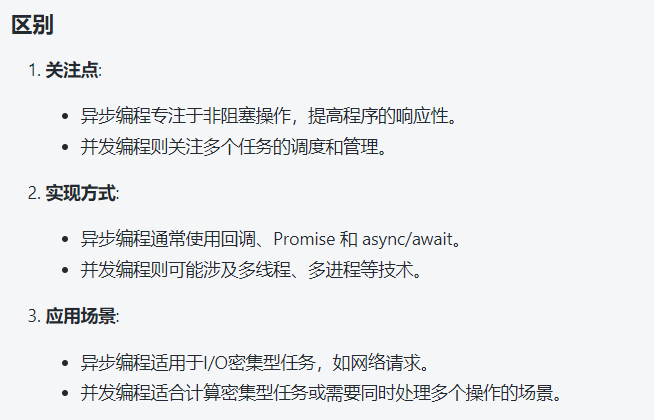 区别
1. 关注点:
• 异步编程专注于非阻塞操作，提高程序的响应性。
• 并发编程则关注多个任务的调度和管理。
2. 实现方式:
• 异步编程通常使用回调、Promise 和 async/await。
• 并发编程则可能涉及多线程、多进程等技术。
3. 应用场景:
• 异步编程适用于I/O密集型任务，如网络请求。
• 并发编程适合计算密集型任务或需要同时处理多个操作的场景。